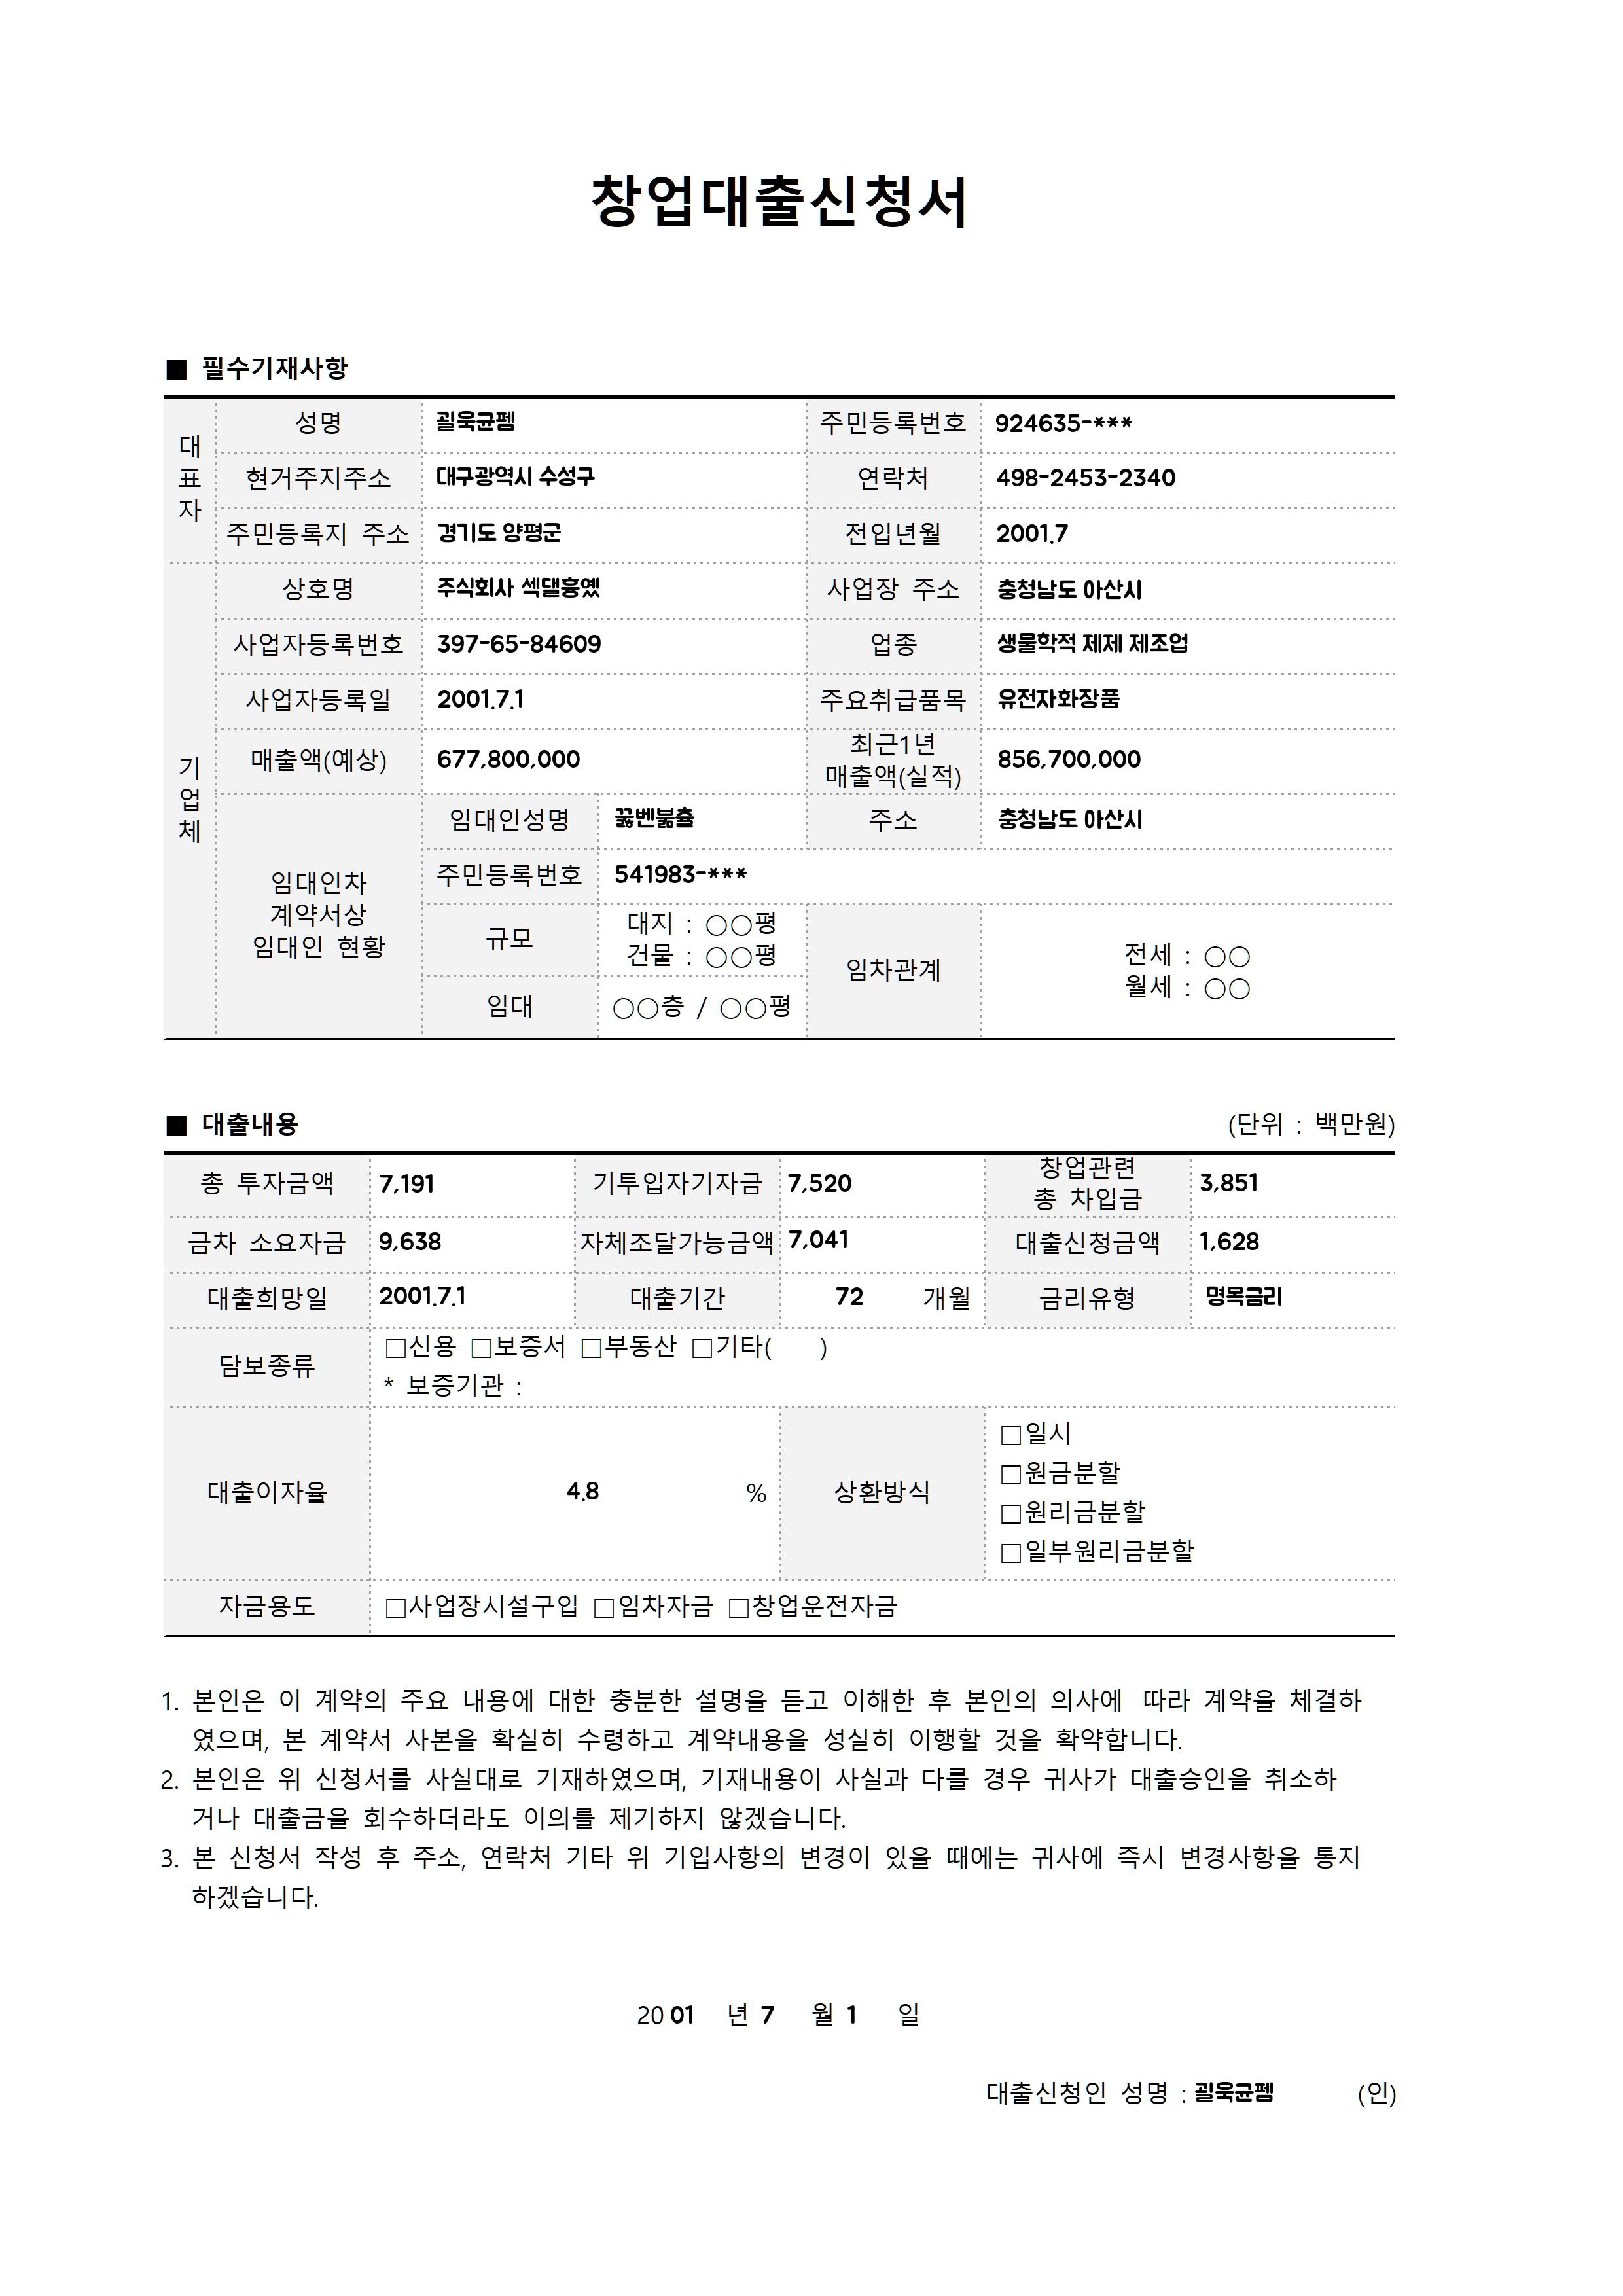 창업대출신청서
■ 필수기재사항
대표자
성명 굄욱균펨 주민등록번호 924635-***
현거주지주소 대구광역시 수성구 연락처 498-2453-2340
주민등록지 주소 경기도 양평군 전입년월 2001.7
기업체
상호명 주식회사 섹댈흉옜 사업장 주소 충청남도 아산시
사업자등록번호 397-65-84609 업종 생물학적 제제 제조업
사업자등록일 2001.7.1 주요취급품목 유전자화장품
매출액(예상) 677,800,000 최근1년 매출액(실적) 856,700,000
임대인차
계약서상
임대인 현황
임대인성명 꿇벤붊츌 주소 충청남도 아산시
주민등록번호 541983-***
규모 대지 : ○○평
건물 : ○○평
임차관계 전세 : ○○
월세 : ○○
임대 ○○층 / ○○평
■ 대출내용 (단위 : 백만원)
총 투자금액 7,191 기투입자기자금 7,520 창업관련 총 차입금 3,851
금차 소요자금 9,638 자체조달가능금액 7,041 대출신청금액 1,628
대출희망일 2001.7.1 대출기간 72 개월 금리유형 명목금리
담보종류 □신용 □보증서 □부동산 □기타( )
* 보증기관 :
대출이자율 4.8 % 상환방식
□일시
□원금분할
□원리금분할
□일부원리금분할
자금용도 □사업장시설구입 □임차자금 □창업운전자금
1. 본인은 이 계약의 주요 내용에 대한 충분한 설명을 듣고 이해한 후 본인의 의사에 따라 계약을 체결하
였으며, 본 계약서 사본을 확실히 수령하고 계약내용을 성실히 이행할 것을 확약합니다.
2. 본인은 위 신청서를 사실대로 기재하였으며, 기재내용이 사실과 다를 경우 귀사가 대출승인을 취소하
거나 대출금을 회수하더라도 이의를 제기하지 않겠습니다.
3. 본 신청서 작성 후 주소, 연락처 기타 위 기입사항의 변경이 있을 때에는 귀사에 즉시 변경사항을 통지
하겠습니다.
20 01 년 7 월 1 일
대출신청인 성명 : 굄욱균펨 (인)